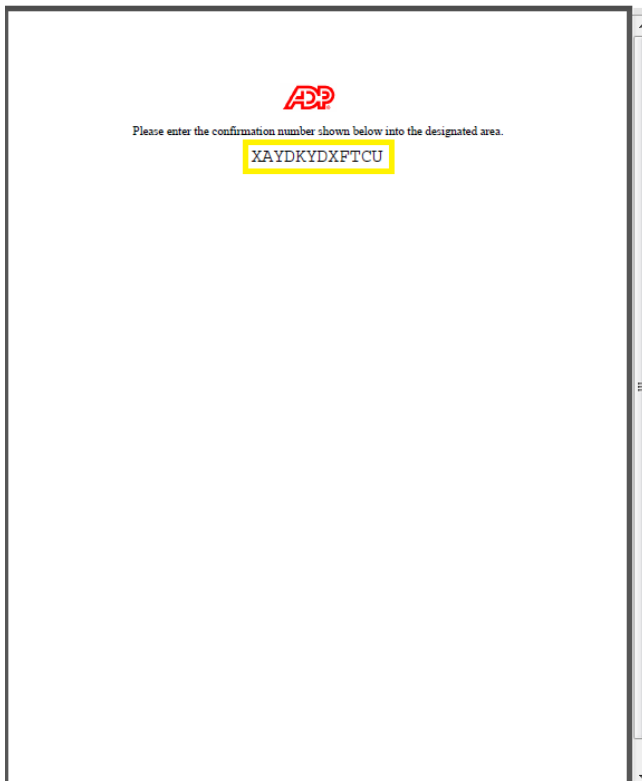 ADP
Please enter the confirmation number shown below into the designated area.
XAYDKYDXFTCU